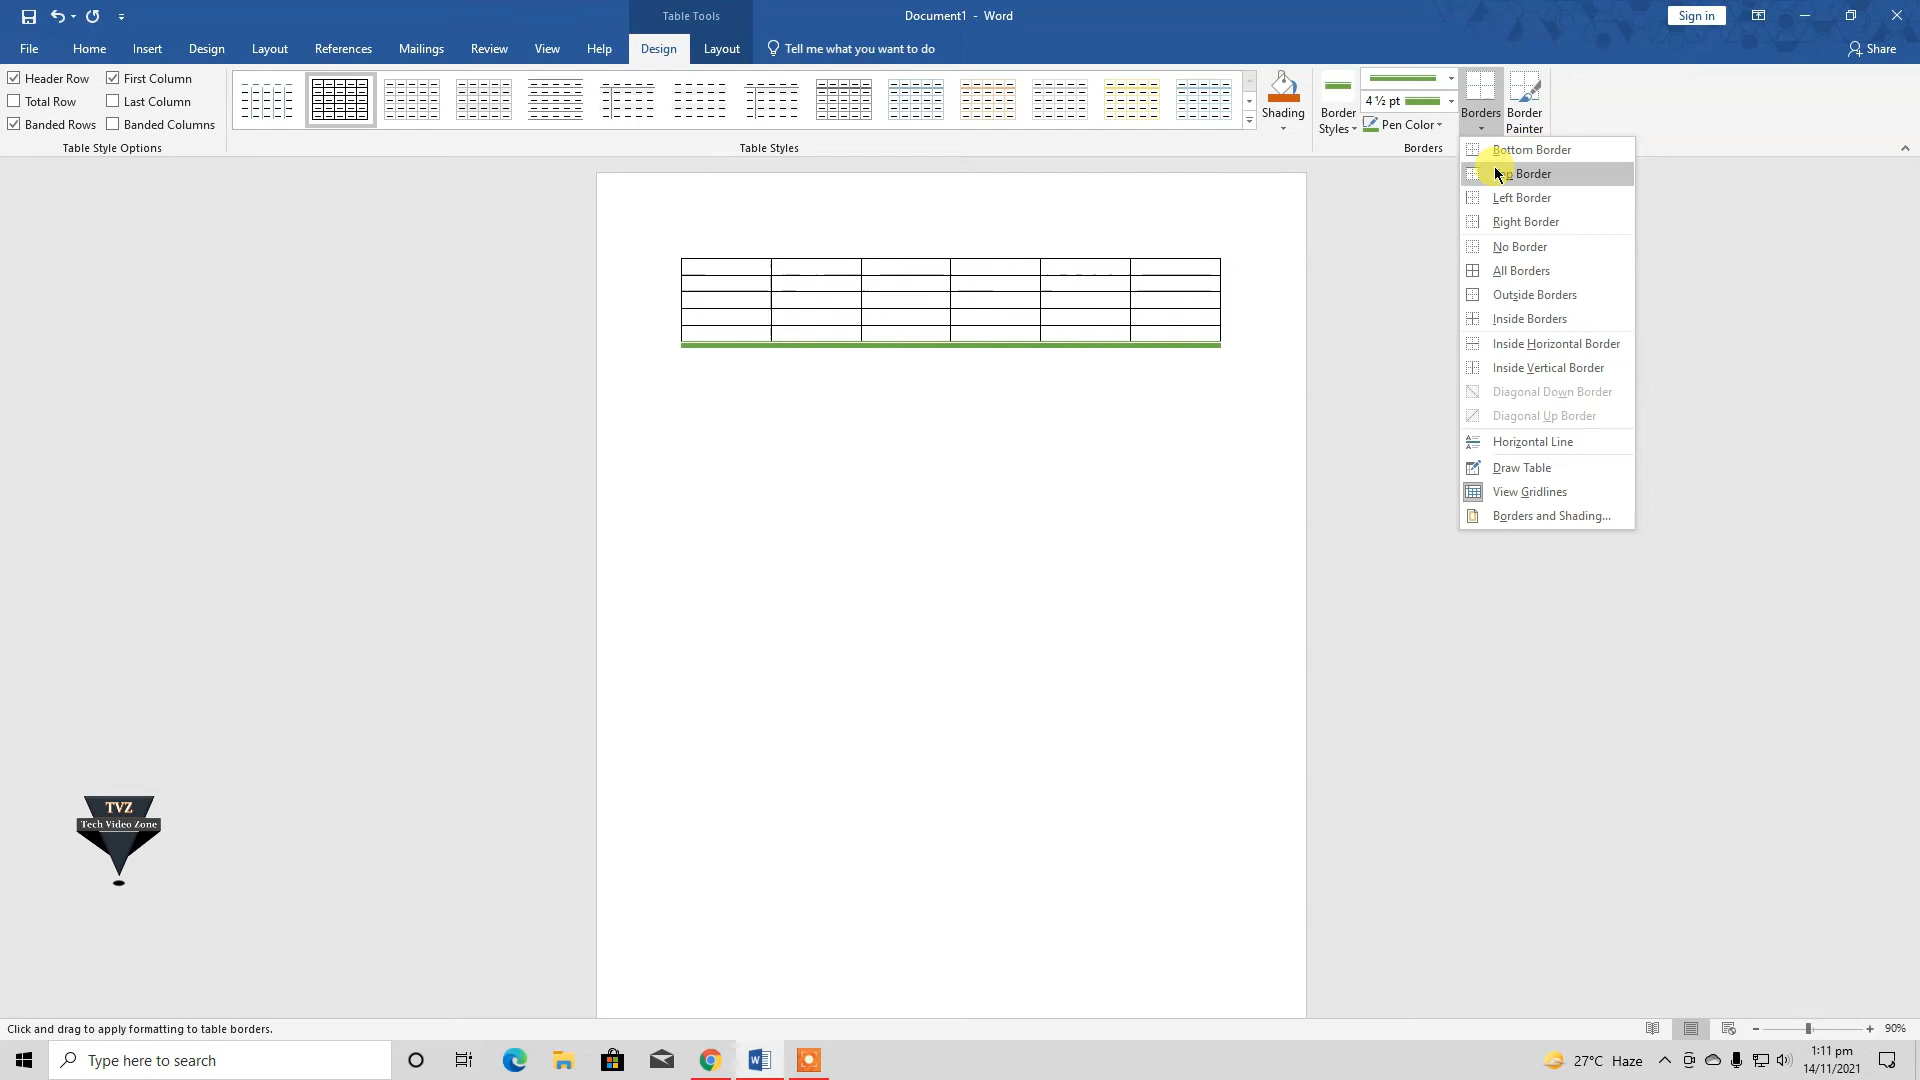 Table Tools
Document1 - Word
Sign in
File
Home
Insert
Design
Layout
References
Mailings
Review
View
Help
Design
Layout
Tell me what you want to do
Share
Header Row
First Column
Total Row
Last Column
Banded Rows
Banded Columns
Table Style Options
Table Styles
Shading
Border
Styles
4 ½ pt
Pen Color
Borders
Border
Painter
Borders
Bottom Border
Border
Left Border
Right Border
No Border
All Borders
Outside Borders
Inside Borders
Inside Horizontal Border
Inside Vertical Border
Diagonal Down Border
Diagonal Up Border
Horizontal Line
Draw Table
View Gridlines
Borders and Shading...
TVZ
Tech Video Zone
Click and drag to apply formatting to table borders.
90%
Type here to search
27°C Haze
1:11 pm
14/11/2021